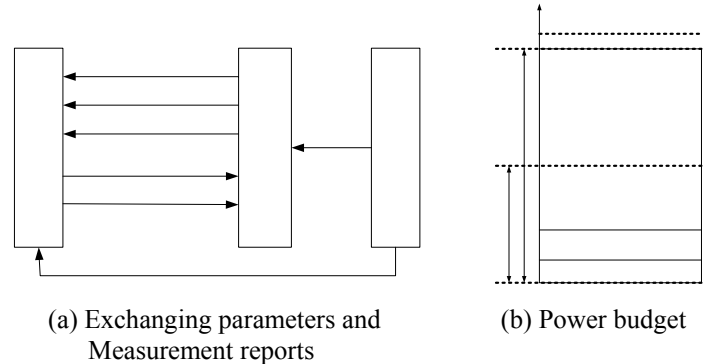 (a) Exchanging parameters and
Measurement reports
(b) Power budget